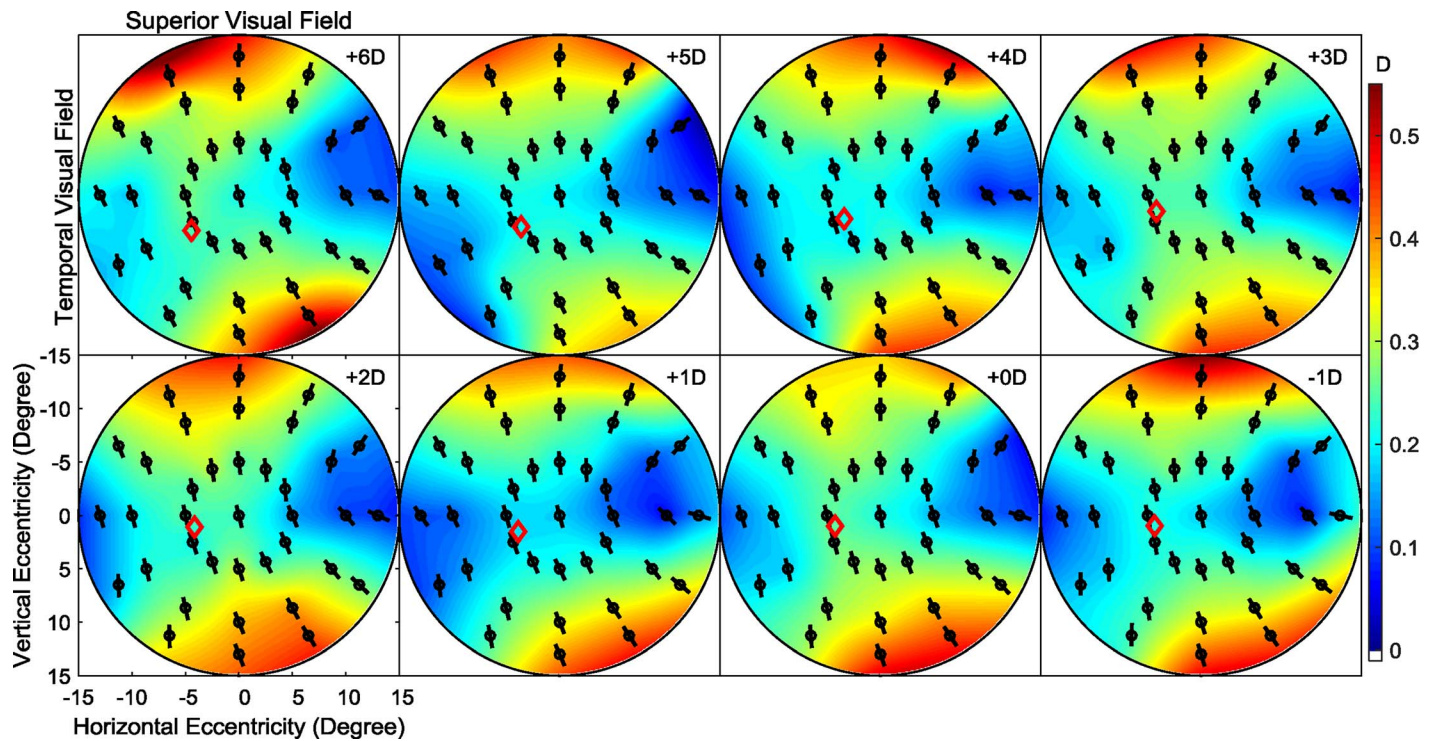 Superior Visual Field
Temporal Visual Field
+6D
+5D
+4D
+3D
D
0.5
0.4
0.3
0.2
0.1
0
+2D
+1D
+0D
-1D
Vertical Eccentricity (Degree)
-15
-10
-5
0
5
10
15
-15 -10 -5 0 5 10 15
Horizontal Eccentricity (Degree)